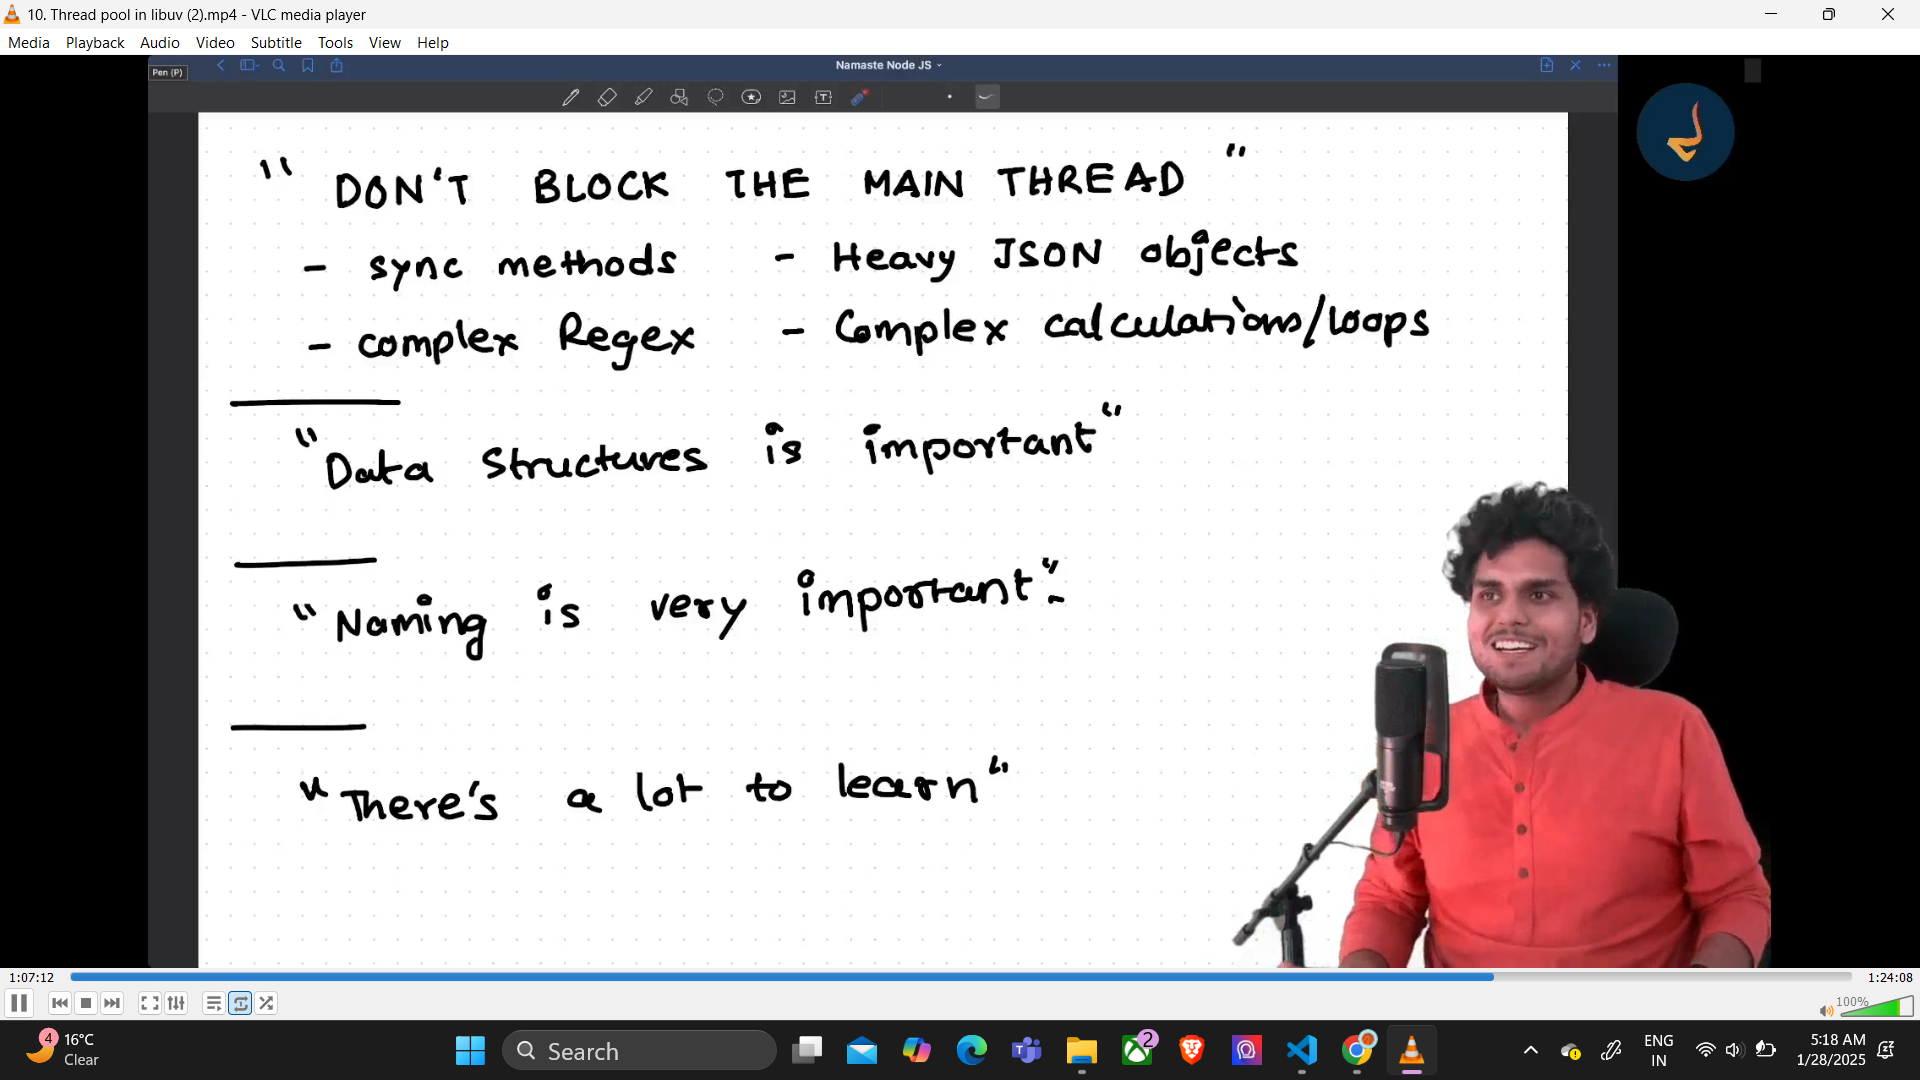 10. Thread pool in libuv (2).mp4 - VLC media player
Media Playback Audio Video Subtitle Tools View Help
Pen (P)
Namaste Node JS
" DON'T BLOCK THE MAIN THREAD "
- sync methods - Heavy JSON objects
- complex Regex - Complex calculations/loops
"Data Structures is important"
"Naming is very important"
"There's a lot to learn"
1:07:12 1:24:08
100%
4 16°C
Clear
Search
2
ENG
IN
5:18 AM
1/28/2025